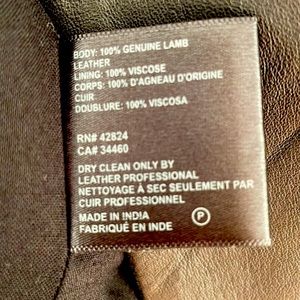 BODY: 100% GENUINE LAMB
LEATHER
LINING: 100% VISCOSE
CORPS: 100% D'AGNEAU D'ORIGINE
CUIR
DOUBLURE: 100% VISCOSA
RN# 42824
CA# 34460
DRY CLEAN ONLY BY
LEATHER PROFESSIONAL
NETTOYAGE À SEC SEULEMENT PAR
CUIR PROFESSIONNEL
MADE IN INDIA
FABRIQUÉ EN INDE
P